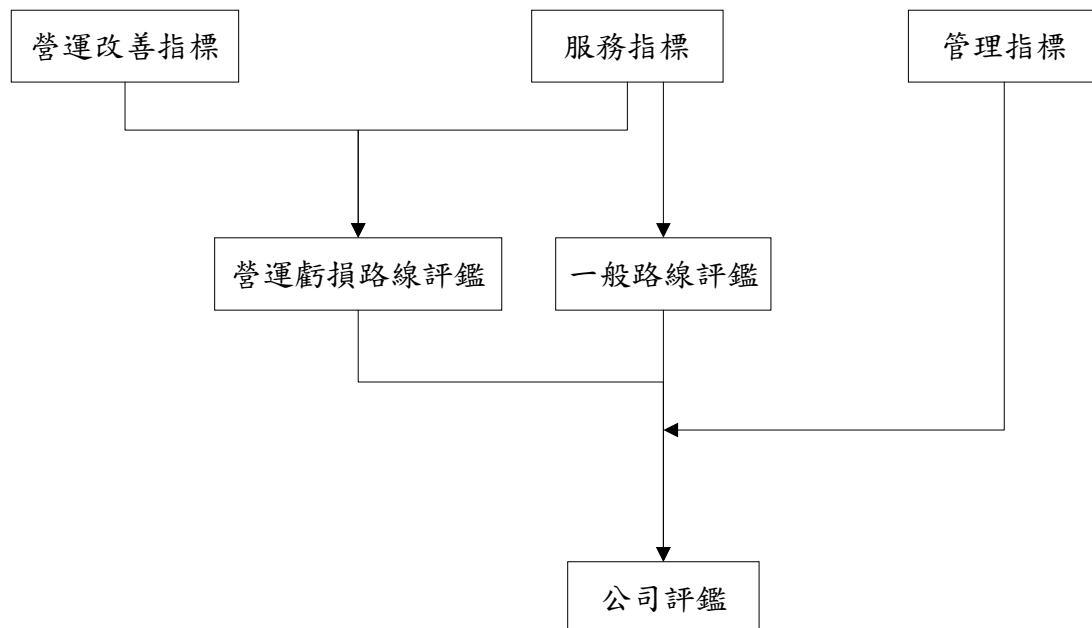 營運改善指標
服務指標
管理指標
營運虧損路線評鑑
一般路線評鑑
公司評鑑